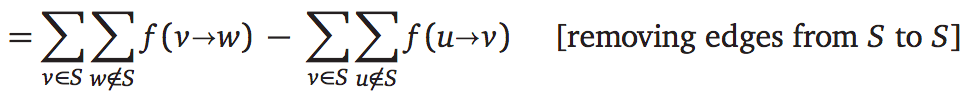 = ∑_{v∈S} ∑_{w∉S} f(v→w) − ∑_{v∈S} ∑_{u∉S} f(u→v) [removing edges from S to S]